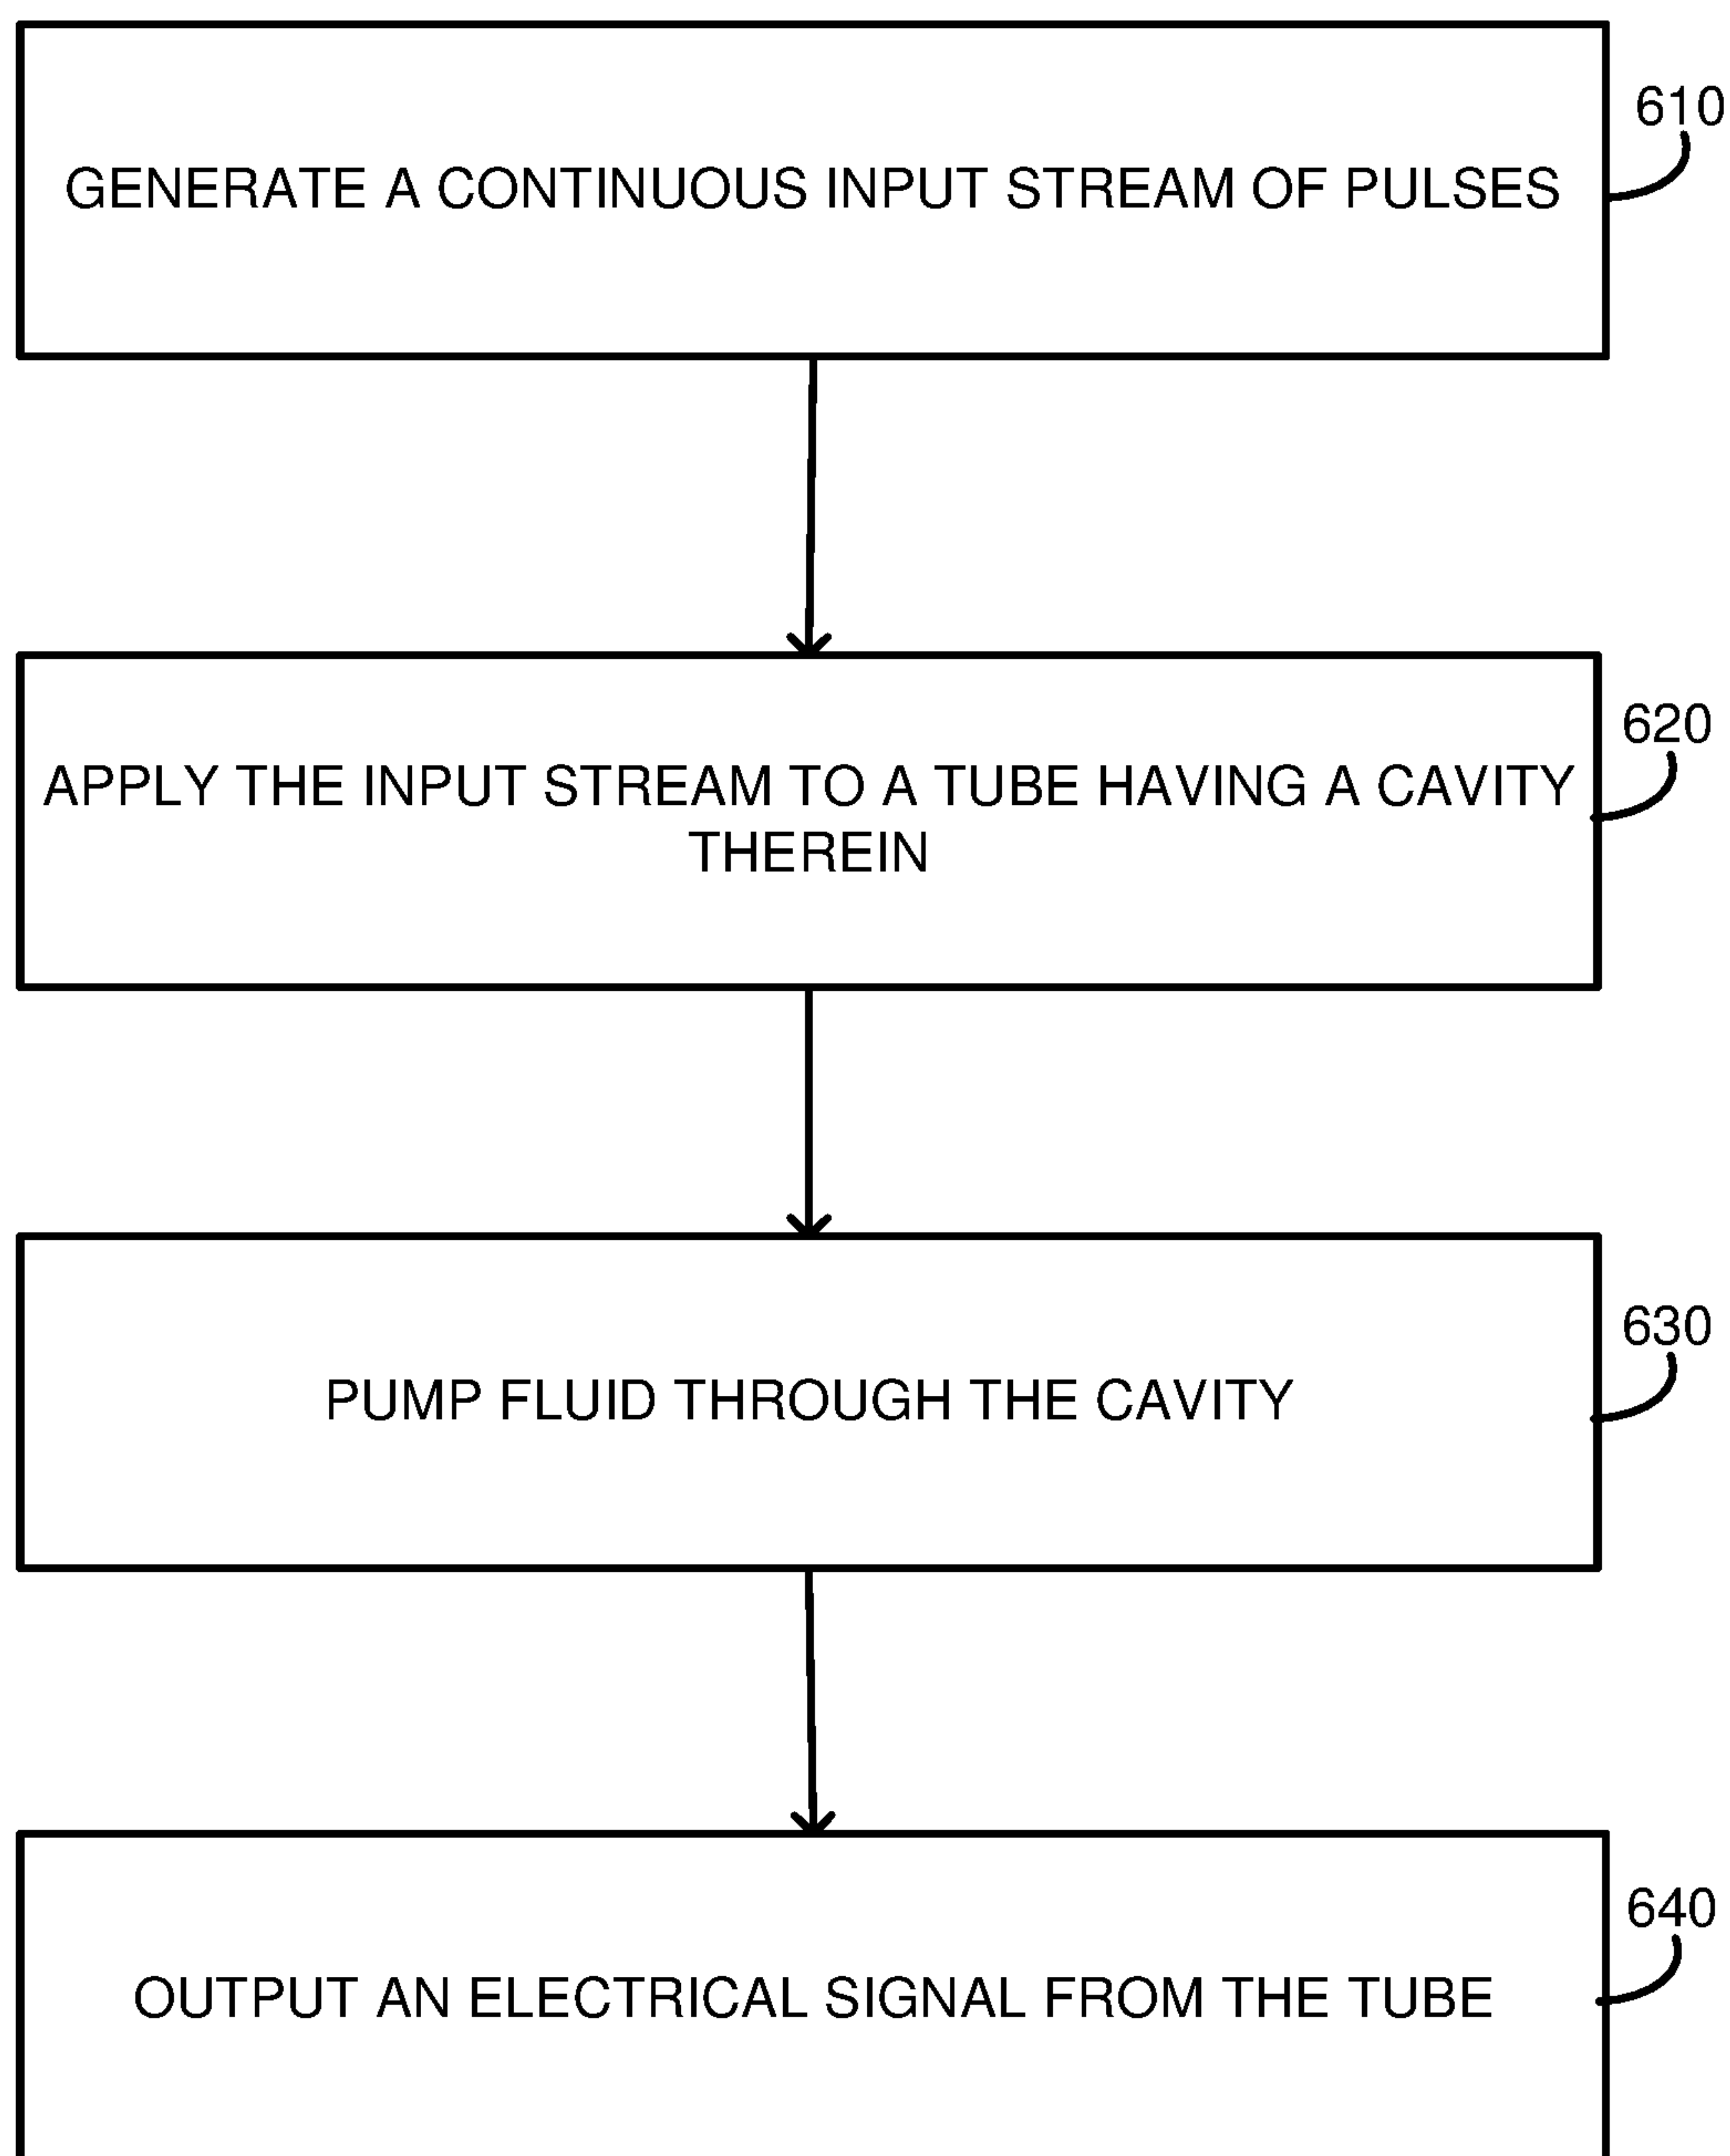 610
GENERATE A CONTINUOUS INPUT STREAM OF PULSES
620
APPLY THE INPUT STREAM TO A TUBE HAVING A CAVITY
THEREIN
630
PUMP FLUID THROUGH THE CAVITY
640
OUTPUT AN ELECTRICAL SIGNAL FROM THE TUBE